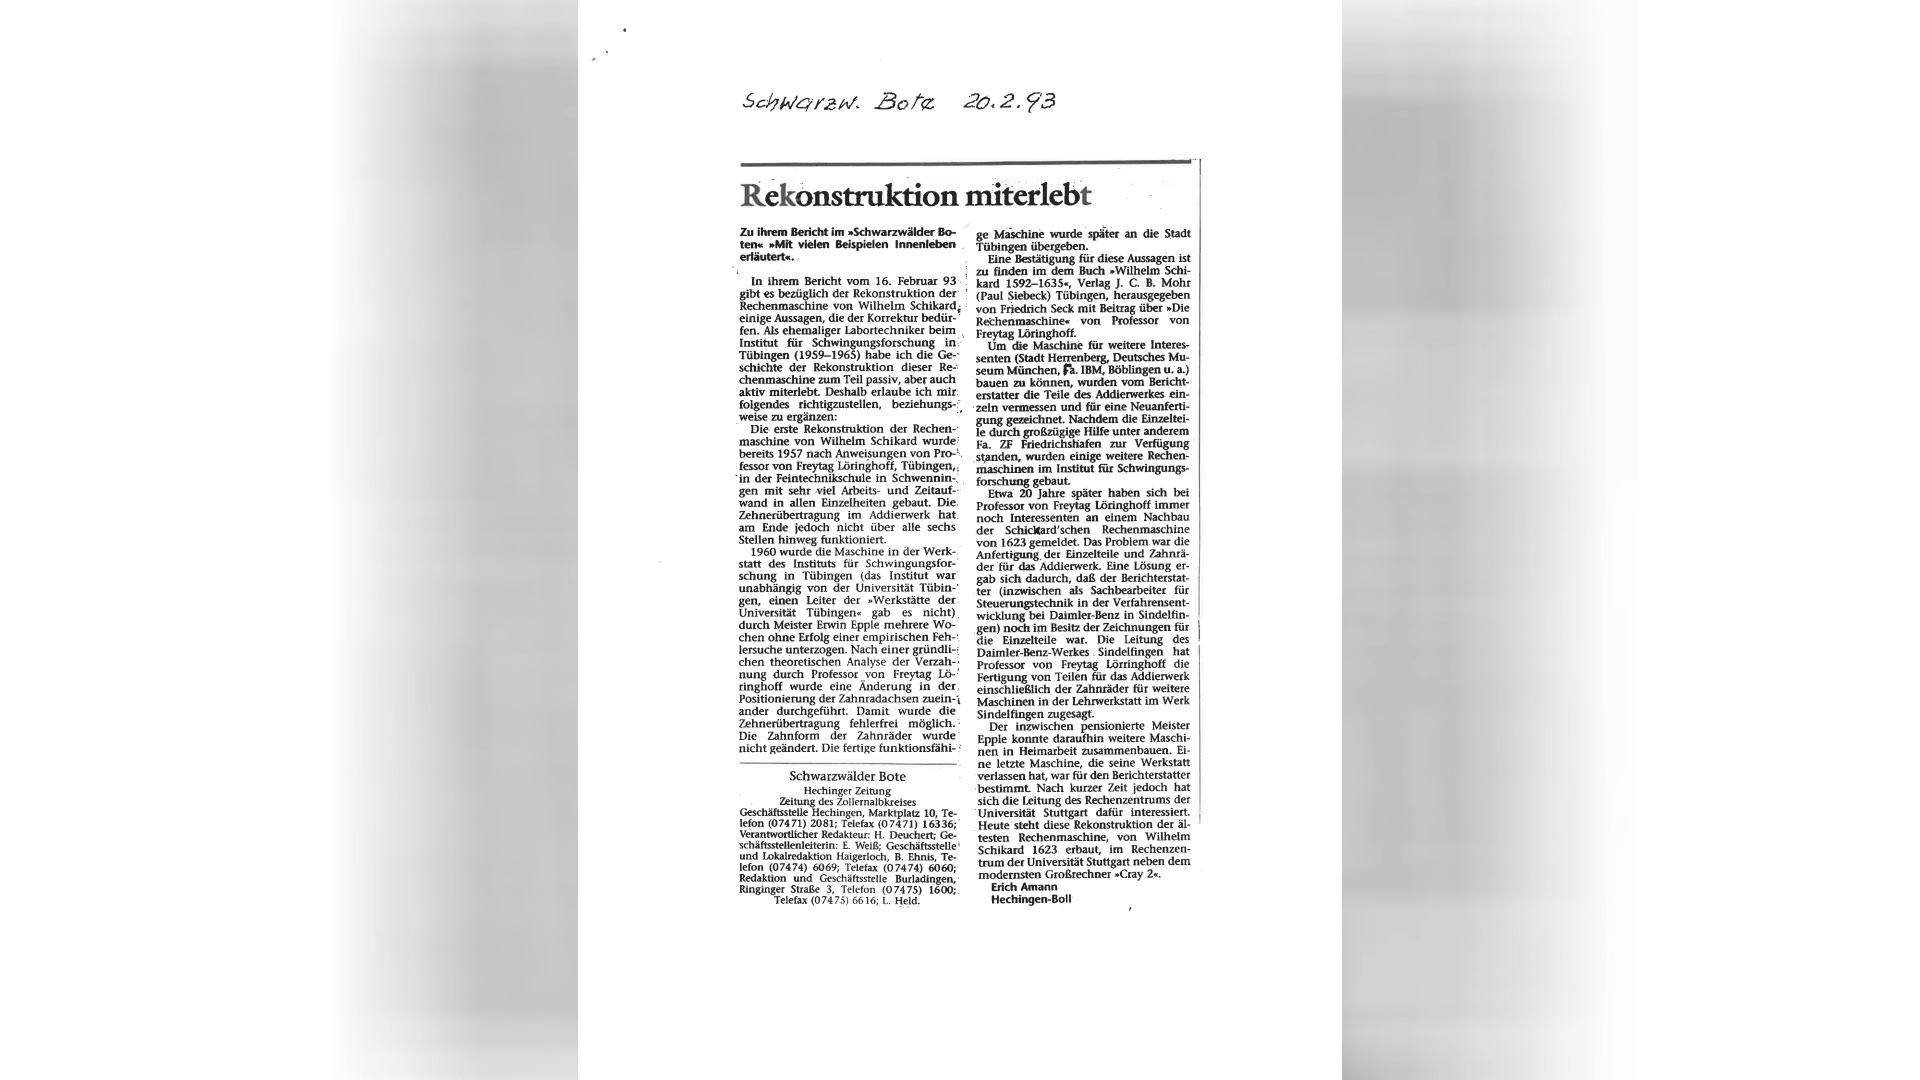 Schwarzw. Bote 20.2.93
Rekonstruktion miterlebt
Zu ihrem Bericht im »Schwarzwälder Bo-
ten« »Mit vielen Beispielen Innenleben
erläutert«.
In ihrem Bericht vom 16. Februar 93
gibt es bezüglich der Rekonstruktion der
Rechenmaschine von Wilhelm Schikard,
einige Aussagen, die der Korrektur bedür-
fen. Als ehemaliger Labortechniker beim
Institut für Schwingungsforschung in
Tübingen (1959–1965) habe ich die Ge-
schichte der Rekonstruktion dieser Re-
chenmaschine zum Teil passiv, aber auch
aktiv miterlebt. Deshalb erlaube ich mir
folgendes richtigzustellen, beziehungs-
weise zu ergänzen:
Die erste Rekonstruktion der Rechen-
maschine von Wilhelm Schikard wurde
bereits 1957 nach Anweisungen von Pro-
fessor von Freytag Löringhoff, Tübingen,
in der Feintechnikschule in Schwennin-
gen mit sehr viel Arbeits- und Zeitauf-
wand in allen Einzelheiten gebaut. Die
Zehnerübertragung im Addierwerk hat
am Ende jedoch nicht über alle sechs
Stellen hinweg funktioniert.
1960 wurde die Maschine in der Werk-
statt des Instituts für Schwingungsfor-
schung in Tübingen (das Institut war
unabhängig von der Universität Tübin-
gen, einen Leiter der »Werkstätte der
Universität Tübingen« gab es nicht)
durch Meister Erwin Epple mehrere Wo-
chen ohne Erfolg einer empirischen Feh-
lersuche unterzogen. Nach einer gründli-
chen theoretischen Analyse der Verzah-
nung durch Professor von Freytag Lö-
ringhoff wurde eine Änderung in der
Positionierung der Zahnradachsen zuein-
ander durchgeführt. Damit wurde die
Zehnerübertragung fehlerfrei möglich.
Die Zahnform der Zahnräder wurde
nicht geändert. Die fertige funktionsfähi-
Schwarzwälder Bote
Hechinger Zeitung
Zeitung des Zollernalbkreises
Geschäftsstelle Hechingen, Marktplatz 10, Te-
lefon (07471) 2081; Telefax (07471) 16336;
Verantwortlicher Redakteur: H. Deuchert; Ge-
schäftsstellenleiterin: E. Weiß; Geschäftsstelle
und Lokalredaktion Haigerloch, B. Ehnis, Te-
lefon (07474) 6069; Telefax (07474) 6060;
Redaktion und Geschäftsstelle Burladingen,
Ringinger Straße 3, Telefon (07475) 1600;
Telefax (07475) 6616; L. Held.
ge Maschine wurde später an die Stadt
Tübingen übergeben.
Eine Bestätigung für diese Aussagen ist
zu finden im dem Buch »Wilhelm Schi-
kard 1592–1635«, Verlag J. C. B. Mohr
(Paul Siebeck) Tübingen, herausgegeben
von Friedrich Seck mit Beitrag über »Die
Rechenmaschine« von Professor von
Freytag Löringhoff.
Um die Maschine für weitere Interes-
senten (Stadt Herrenberg, Deutsches Mu-
seum München, Fa. IBM, Böblingen u. a.)
bauen zu können, wurden vom Bericht-
erstatter die Teile des Addierwerkes ein-
zeln vermessen und für eine Neuanferti-
gung gezeichnet. Nachdem die Einzeltei-
le durch großzügige Hilfe unter anderem
Fa. ZF Friedrichshafen zur Verfügung
standen, wurden einige weitere Rechen-
maschinen im Institut für Schwingungs-
forschung gebaut.
Etwa 20 Jahre später haben sich bei
Professor von Freytag Löringhoff immer
noch Interessenten an einem Nachbau
der Schickard'schen Rechenmaschine
von 1623 gemeldet. Das Problem war die
Anfertigung der Einzelteile und Zahnrä-
der für das Addierwerk. Eine Lösung er-
gab sich dadurch, daß der Berichterstat-
ter (inzwischen als Sachbearbeiter für
Steuerungstechnik in der Verfahrensent-
wicklung bei Daimler-Benz in Sindelfin-
gen) noch im Besitz der Zeichnungen für
die Einzelteile war. Die Leitung des
Daimler-Benz-Werkes Sindelfingen hat
Professor von Freytag Lörringhoff die
Fertigung von Teilen für das Addierwerk
einschließlich der Zahnräder für weitere
Maschinen in der Lehrwerkstatt im Werk
Sindelfingen zugesagt.
Der inzwischen pensionierte Meister
Epple konnte daraufhin weitere Maschi-
nen in Heimarbeit zusammenbauen. Ei-
ne letzte Maschine, die seine Werkstatt
verlassen hat, war für den Berichterstatter
bestimmt. Nach kurzer Zeit jedoch hat
sich die Leitung des Rechenzentrums der
Universität Stuttgart dafür interessiert.
Heute steht diese Rekonstruktion der äl-
testen Rechenmaschine, von Wilhelm
Schikard 1623 erbaut, im Rechenzen-
trum der Universität Stuttgart neben dem
modernsten Großrechner »Cray 2«.
Erich Amann
Hechingen-Boll